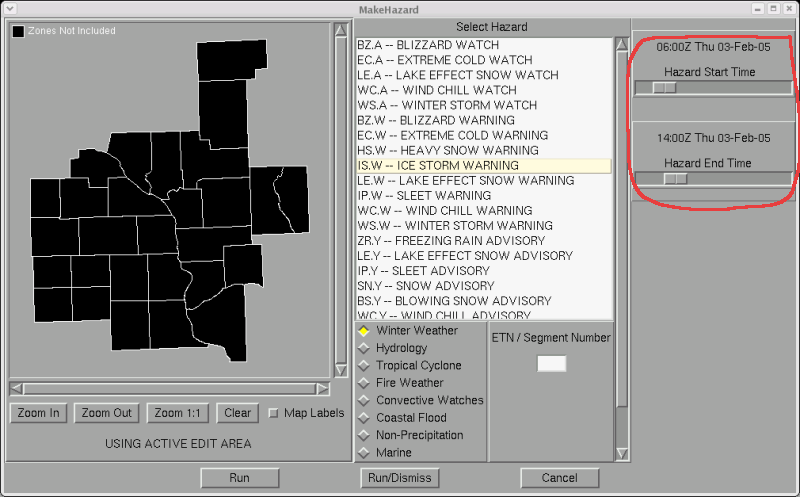 MakeHazard
Zones Not Included
Select Hazard
BZ.A -- BLIZZARD WATCH
EC.A -- EXTREME COLD WATCH
LE.A -- LAKE EFFECT SNOW WATCH
WC.A -- WIND CHILL WATCH
WS.A -- WINTER STORM WATCH
BZ.W -- BLIZZARD WARNING
EC.W -- EXTREME COLD WARNING
HS.W -- HEAVY SNOW WARNING
IS.W -- ICE STORM WARNING
LE.W -- LAKE EFFECT SNOW WARNING
IP.W -- SLEET WARNING
WC.W -- WIND CHILL WARNING
WS.W -- WINTER STORM WARNING
ZR.Y -- FREEZING RAIN ADVISORY
LE.Y -- LAKE EFFECT SNOW ADVISORY
IP.Y -- SLEET ADVISORY
SN.Y -- SNOW ADVISORY
BS.Y -- BLOWING SNOW ADVISORY
WC.Y -- WIND CHILL ADVISORY
06:00Z Thu 03-Feb-05
Hazard Start Time
14:00Z Thu 03-Feb-05
Hazard End Time
Winter Weather
Hydrology
Tropical Cyclone
Fire Weather
Convective Watches
Coastal Flood
Non-Precipitation
Marine
ETN / Segment Number
Zoom In
Zoom Out
Zoom 1:1
Clear
Map Labels
USING ACTIVE EDIT AREA
Run
Run/Dismiss
Cancel